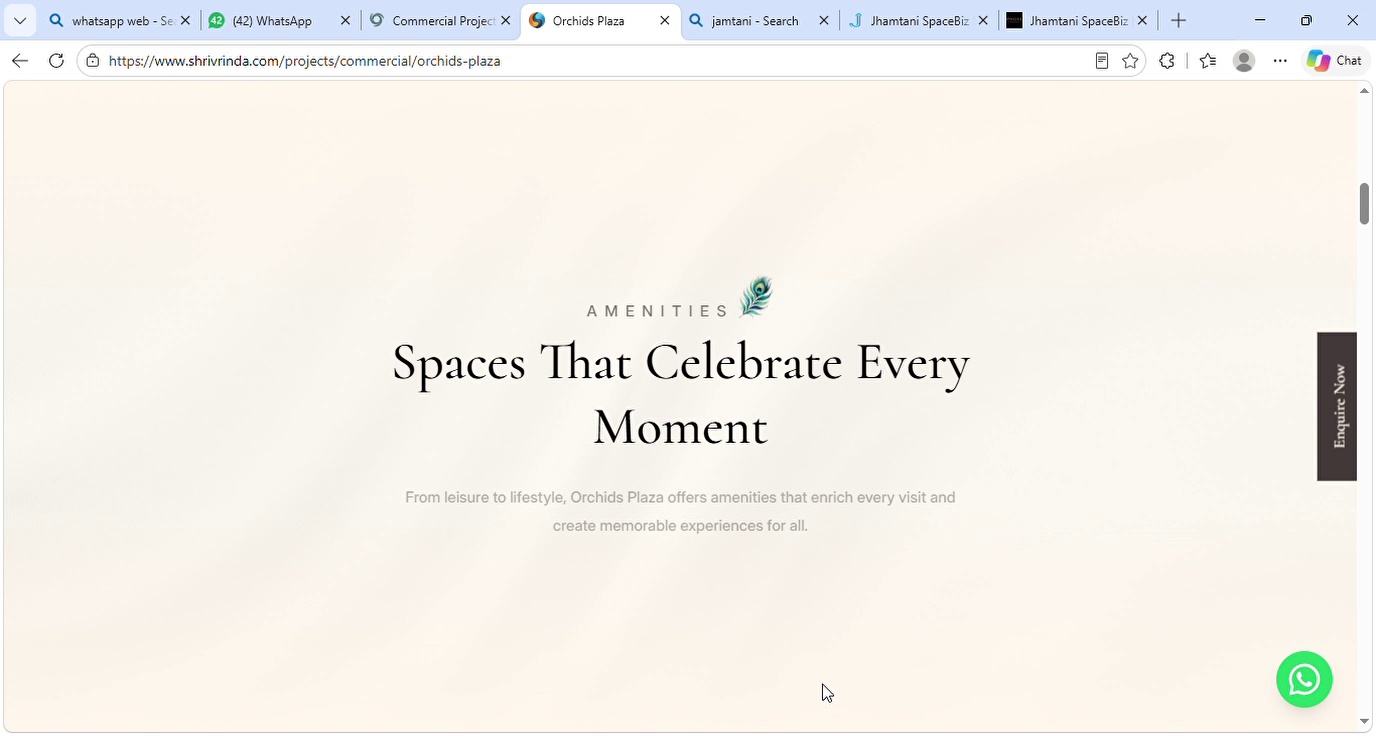 whatsapp web - Se
42
(42) WhatsApp
Commercial Project
Orchids Plaza
jamtani - Search
Jhamtani SpaceBiz
Jhamtani SpaceBiz
https://www.shrivrinda.com/projects/commercial/orchids-plaza
Chat
AMENITIES
Spaces That Celebrate Every
Moment
From leisure to lifestyle, Orchids Plaza offers amenities that enrich every visit and
create memorable experiences for all.
Enquire Now